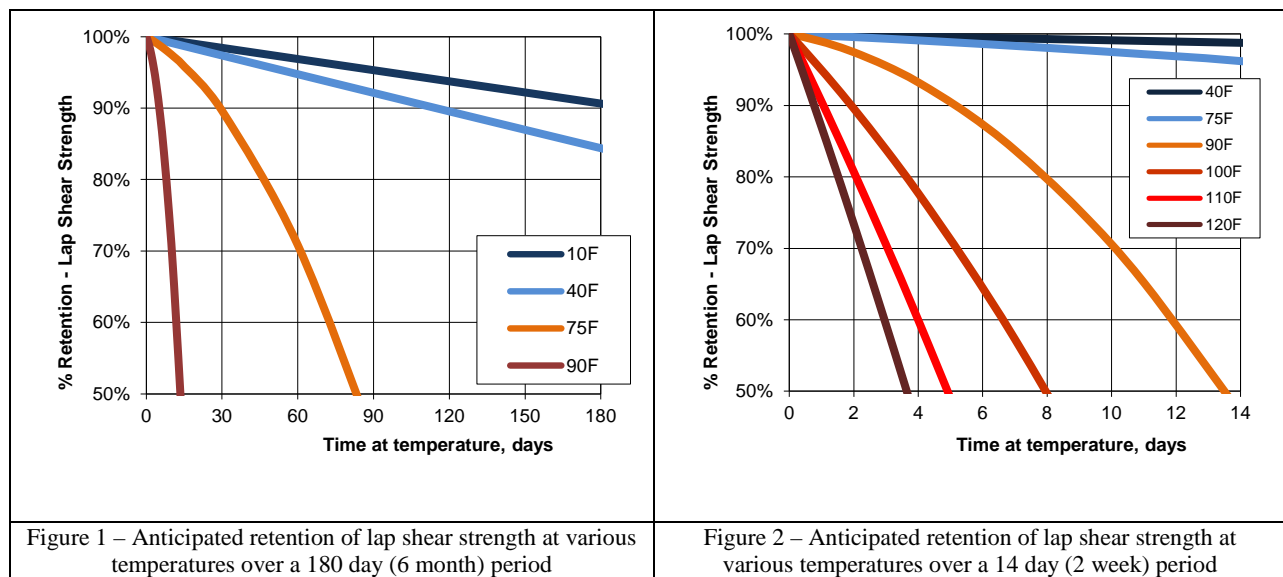 100%
90%
80%
70%
60%
50%
% Retention - Lap Shear Strength
10F
40F
75F
90F
0 30 60 90 120 150 180
Time at temperature, days
Figure 1 – Anticipated retention of lap shear strength at various
temperatures over a 180 day (6 month) period
100%
90%
80%
70%
60%
50%
% Retention - Lap Shear Strength
40F
75F
90F
100F
110F
120F
0 2 4 6 8 10 12 14
Time at temperature, days
Figure 2 – Anticipated retention of lap shear strength at
various temperatures over a 14 day (2 week) period